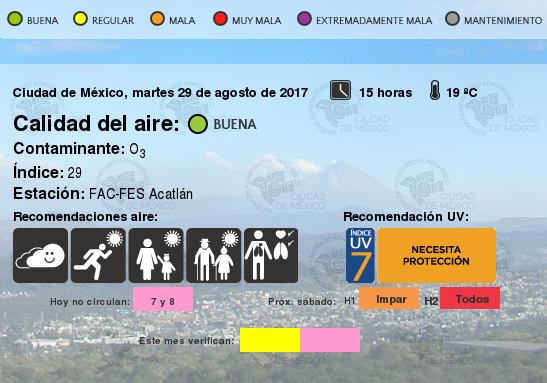 BUENA REGULAR MALA MUY MALA EXTREMADAMENTE MALA MANTENIMIENTO
Ciudad de México, martes 29 de agosto de 2017 15 horas 19 ºC
Calidad del aire: BUENA
Contaminante: O3
Índice: 29
Estación: FAC-FES Acatlán
Recomendaciones aire: Recomendación UV:
ÍNDICE
UV
7
NECESITA
PROTECCIÓN
Hoy no circulan: 7 y 8 Próx. sábado: H1 Impar H2 Todos
Este mes verifican:
CIUDAD
DE MÉXICO